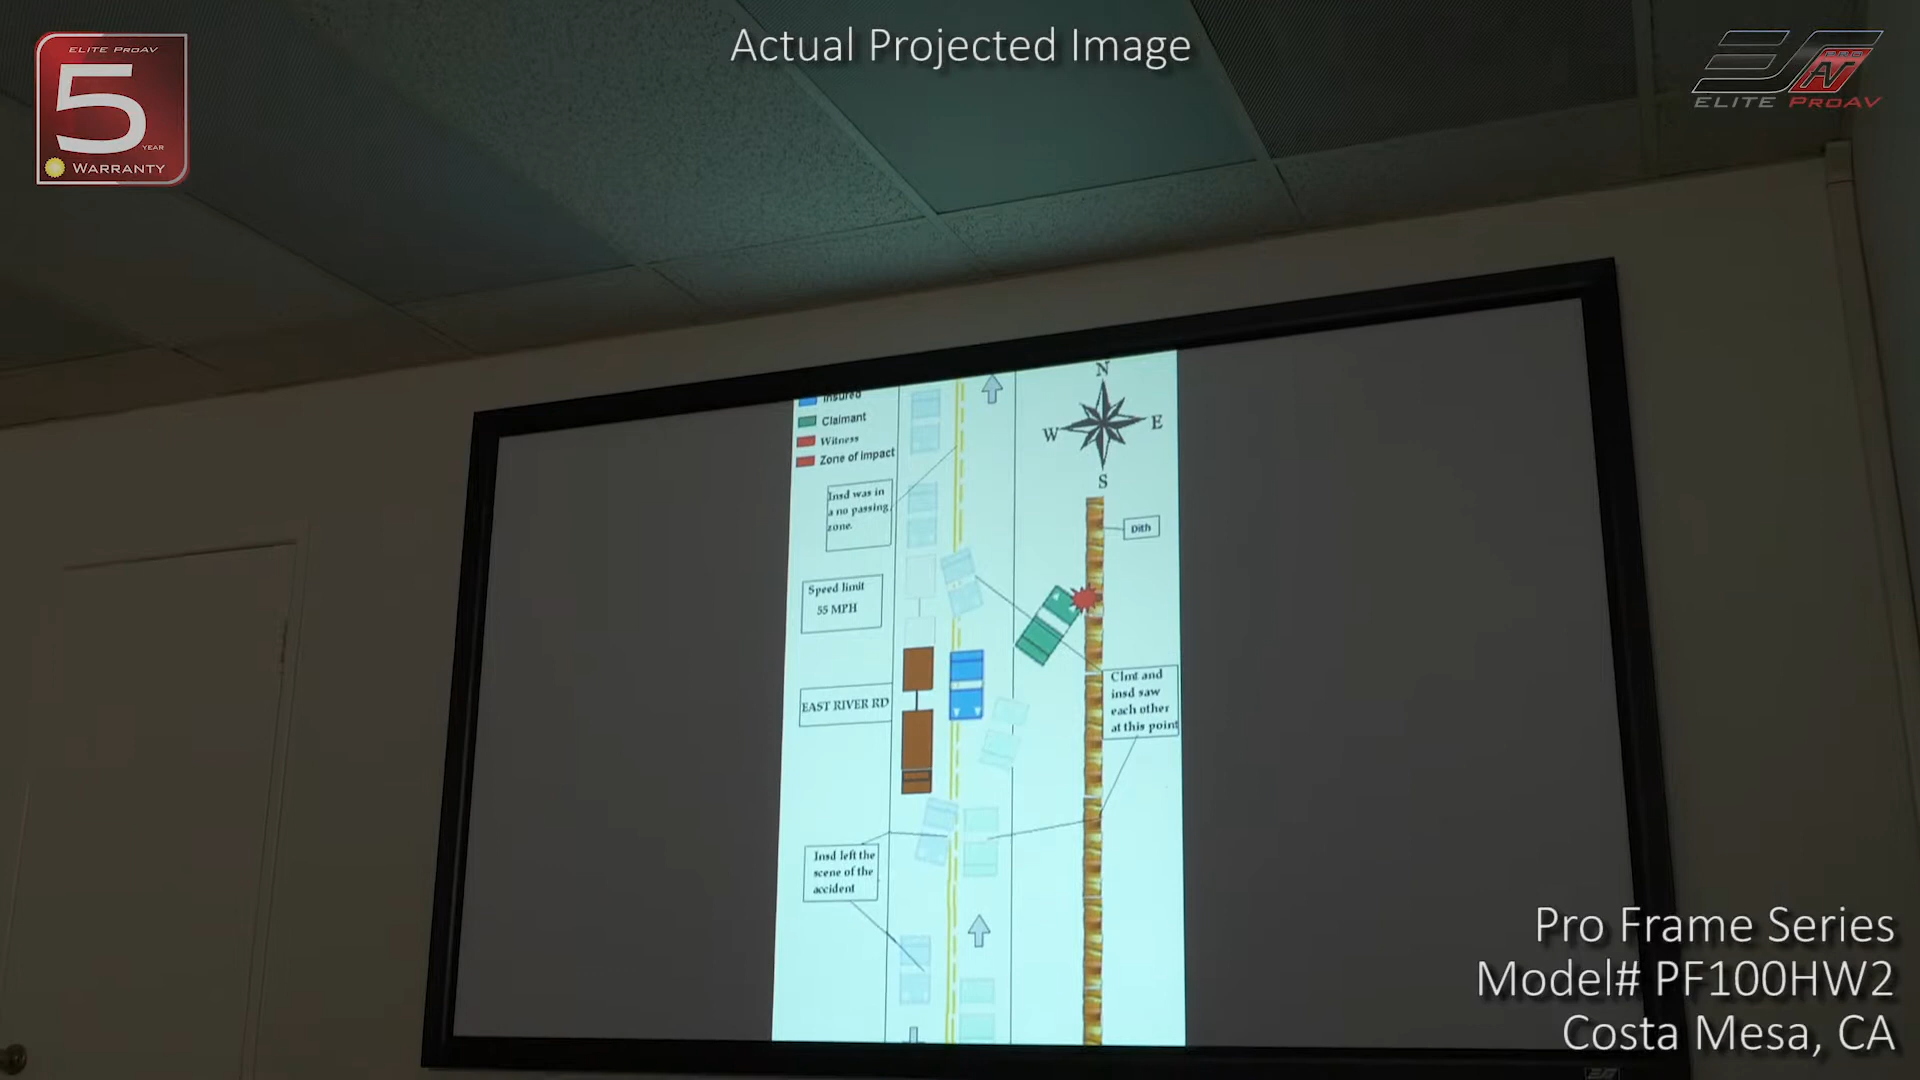 Actual Projected Image
ELITE PROAV
5
YEAR
WARRANTY
ELITE PROAV
Insured
Claimant
Witness
Zone of Impact
N
W
E
S
Insd was in
a no passing
zone.
Dith
Speed limit
55 MPH
EAST RIVER RD
Clmt and
insd saw
each other
at this point
Insd left the
scene of the
accident
Pro Frame Series
Model# PF100HW2
Costa Mesa, CA